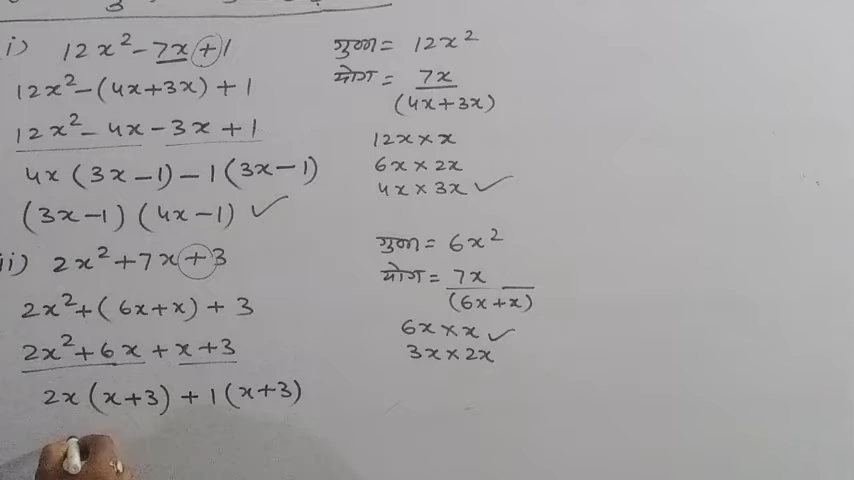 i) 12x² - 7x + 1
12x² - (4x + 3x) + 1
12x² - 4x - 3x + 1
4x (3x - 1) - 1 (3x - 1)
(3x - 1) (4x - 1) ✓
गुणा = 12x²
योग = 7x
(4x + 3x)
12x × x
6x × 2x
4x × 3x ✓
ii) 2x² + 7x + 3
2x² + (6x + x) + 3
2x² + 6x + x + 3
2x (x + 3) + 1 (x + 3)
गुणा = 6x²
योग = 7x
(6x + x)
6x × x ✓
3x × 2x